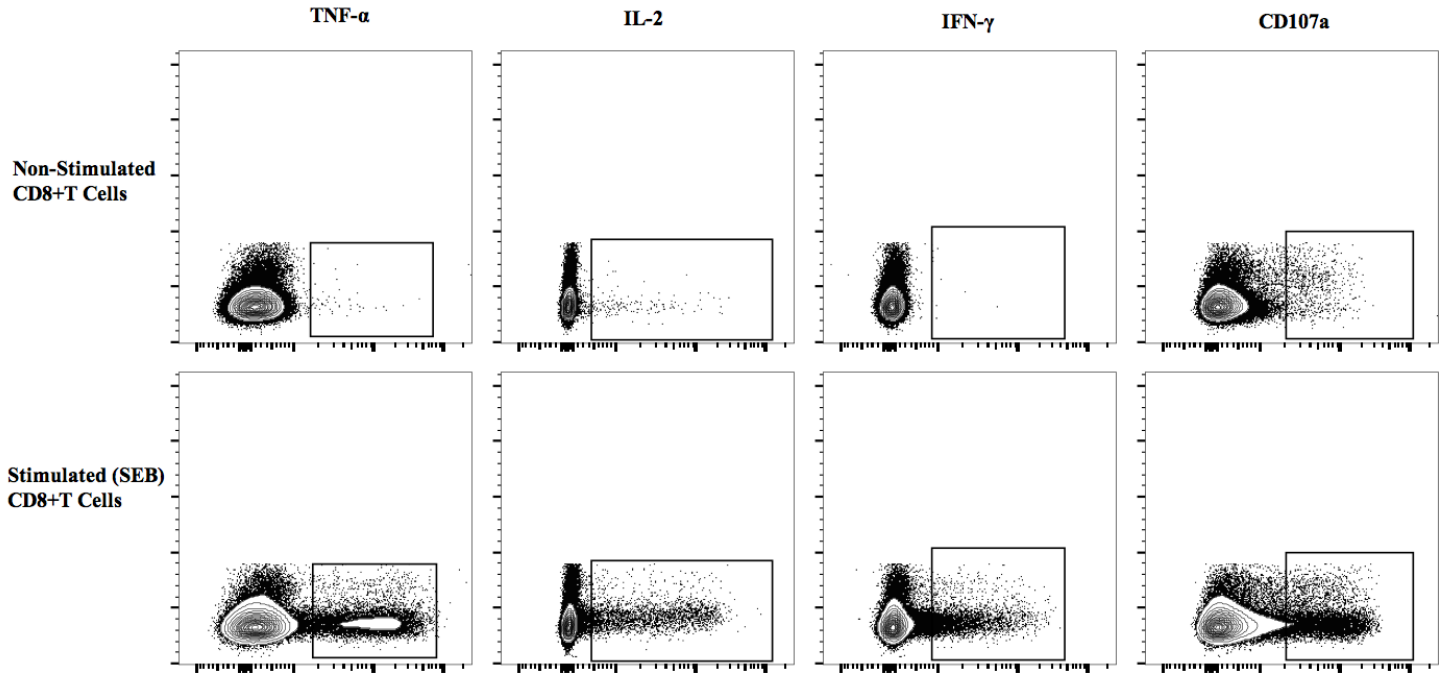 TNF-α
IL-2
IFN-γ
CD107a
Non-Stimulated
CD8+T Cells
Stimulated (SEB)
CD8+T Cells